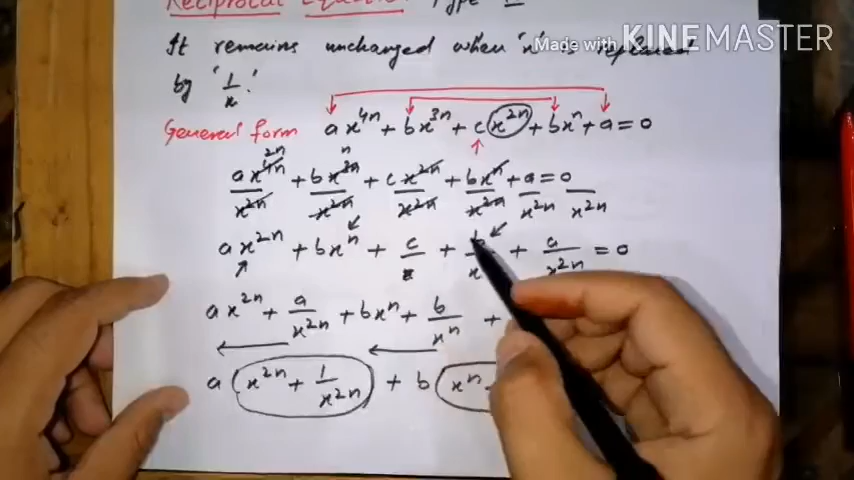 Reciprocal Equation Type I
It remains unchanged when 'x' is replaced
Made with KINEMASTER
by '1/x'
General form ax^4n + bx^3n + cx^2n + bx^n + a = 0
ax^4n/x^2n + bx^3n/x^2n + cx^2n/x^2n + bx^n/x^2n + a/x^2n = 0/x^2n
ax^2n + bx^n + c + b/x + a/x^2n = 0
ax^2n + a/x^2n + bx^n + b/x^n +
a (x^2n + 1/x^2n) + b (x^n